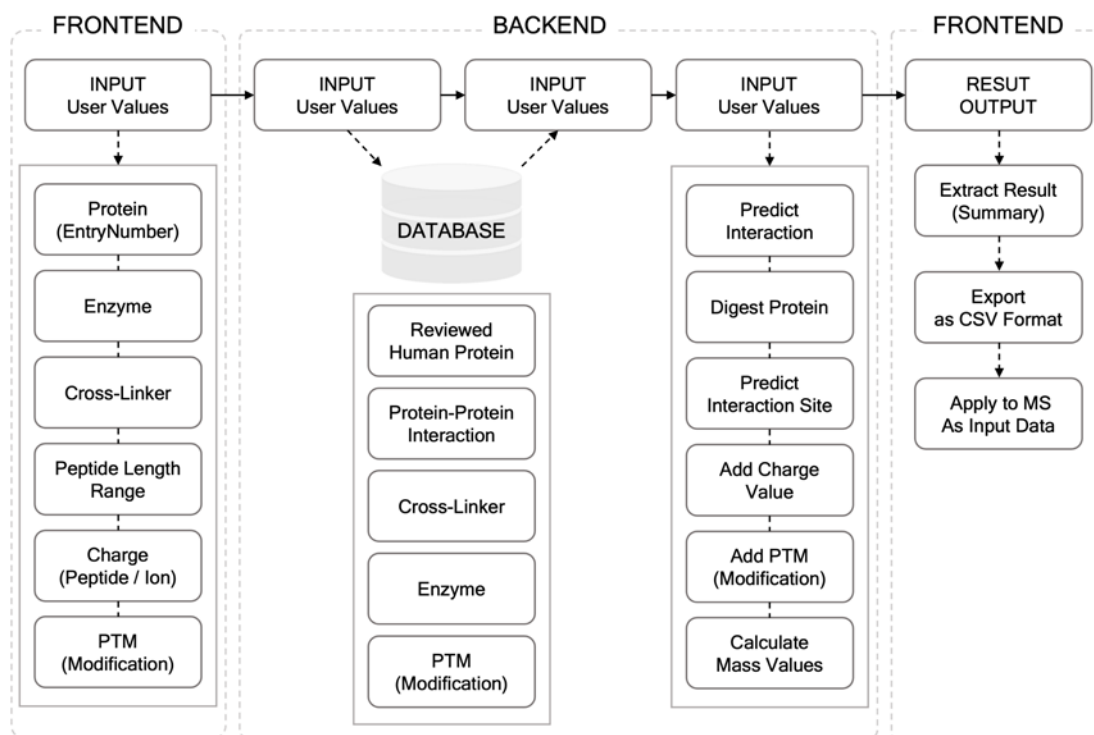 FRONTEND
BACKEND
FRONTEND
INPUT
User Values
INPUT
User Values
INPUT
User Values
INPUT
User Values
RESUT
OUTPUT
Protein
(EntryNumber)
Enzyme
Cross-Linker
Peptide Length
Range
Charge
(Peptide / Ion)
PTM
(Modification)
DATABASE
Reviewed
Human Protein
Protein-Protein
Interaction
Cross-Linker
Enzyme
PTM
(Modification)
Predict
Interaction
Digest Protein
Predict
Interaction Site
Add Charge
Value
Add PTM
(Modification)
Calculate
Mass Values
Extract Result
(Summary)
Export
as CSV Format
Apply to MS
As Input Data